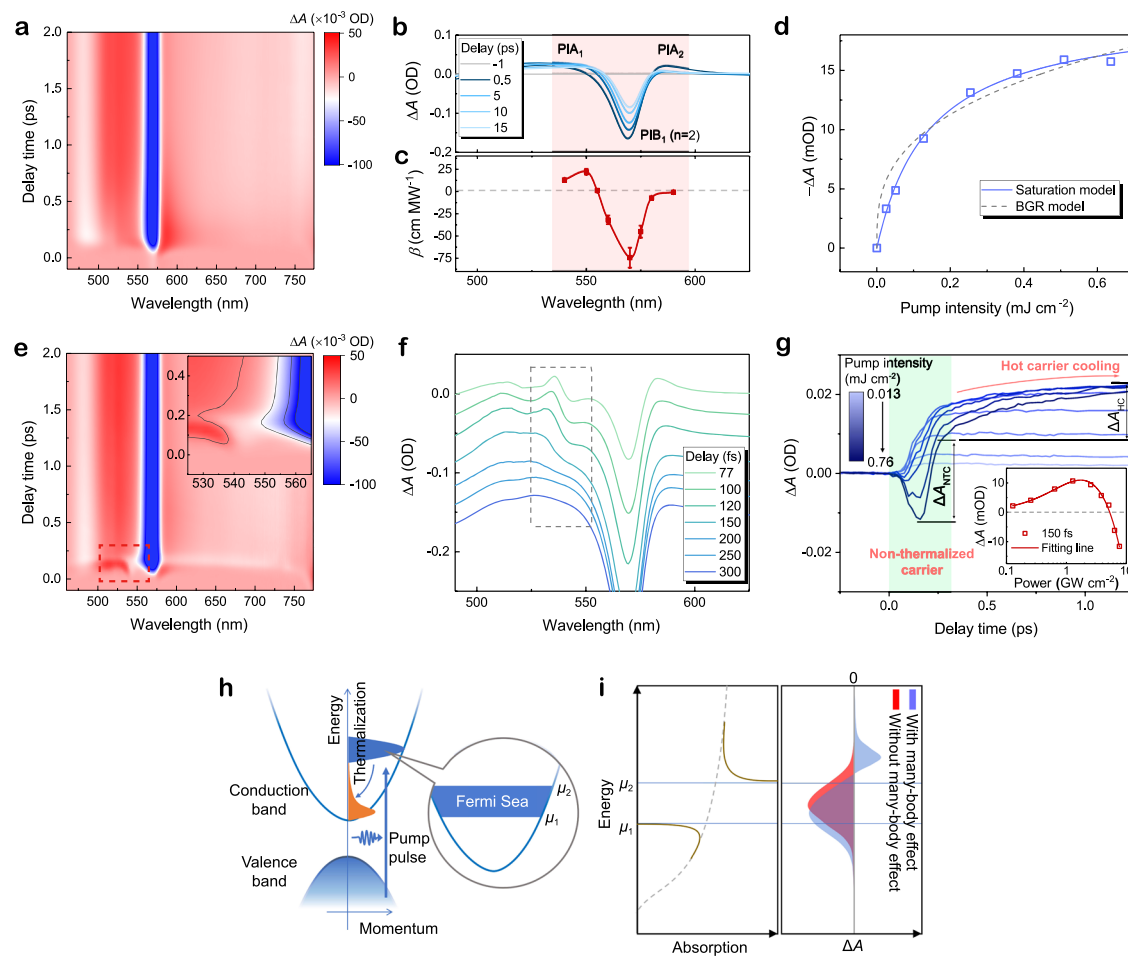 a
ΔA (×10⁻³ OD)
50
0
-50
-100
2.0
1.5
1.0
0.5
0.0
Delay time (ps)
500 550 600 650 700 750
Wavelength (nm)
b
Delay (ps)
-1
0.5
5
10
15
PIA₁
PIA₂
PIB₁ (n=2)
0.1
0.0
-0.1
0.2
ΔA (OD)
c
25
0
-25
-50
-75
β (cm MW⁻¹)
500 550 600
Wavelegnth (nm)
d
15
10
5
0
−ΔA (mOD)
Saturation model
BGR model
0.0 0.2 0.4 0.6
Pump intensity (mJ cm⁻²)
e
ΔA (×10⁻³ OD)
50
0
-50
-100
2.0
1.5
1.0
0.5
0.0
Delay time (ps)
0.4
0.2
0.0
530 540 550 560
500 550 600 650 700 750
Wavelength (nm)
f
0.0
-0.1
-0.2
ΔA (OD)
Delay (fs)
77
100
120
150
200
250
300
500 550 600
Wavelength (nm)
g
Pump intensity
(mJ cm⁻²)
0.013
0.76
Hot carrier cooling
ΔA_HC
ΔA_NTC
Non-thermalized
carrier
0.02
0.00
-0.02
ΔA (OD)
10
0
-10
ΔA (mOD)
150 fs
Fitting line
0.1 1 10
Power (GW cm⁻²)
0.0 0.5 1.0
Delay time (ps)
h
Energy
Thermalization
Conduction
band
Valence
band
Pump
pulse
Momentum
Fermi Sea
μ₂
μ₁
i
0
Energy
μ₂
μ₁
Absorption
ΔA
With many-body effect
Without many-body effect